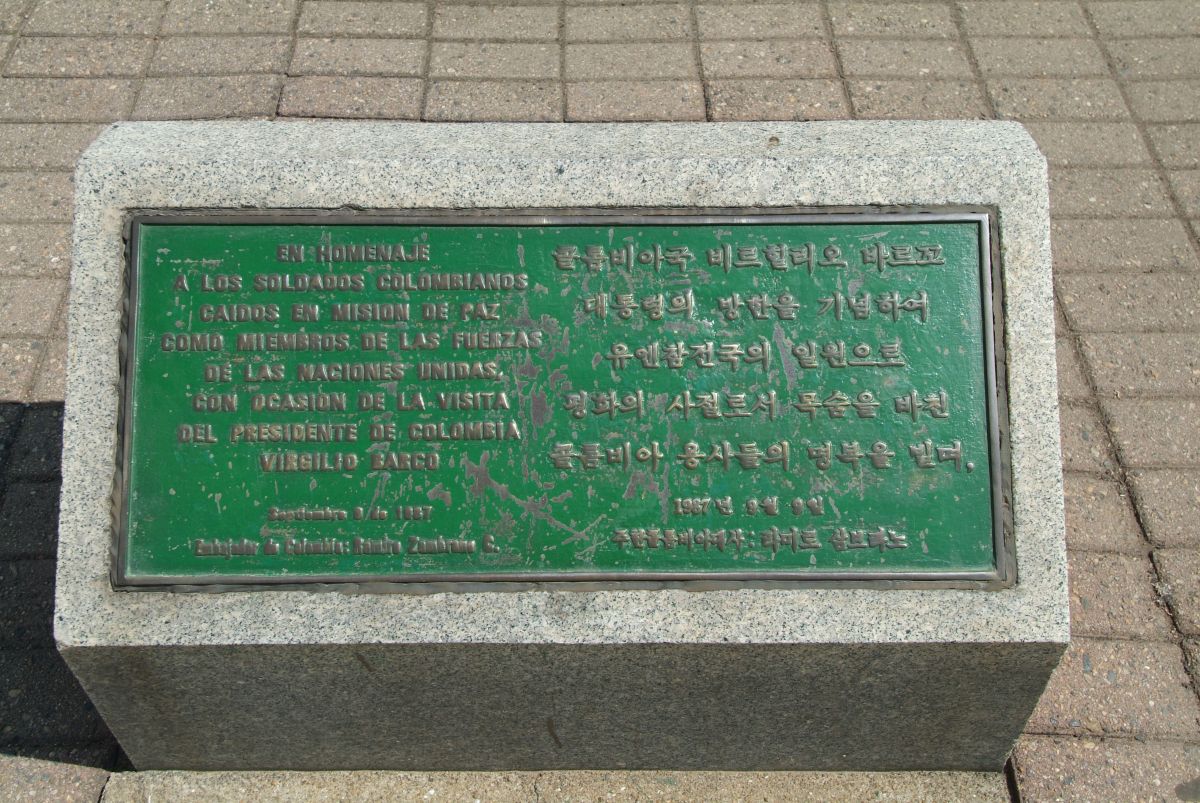 EN HOMENAJE
A LOS SOLDADOS COLOMBIANOS
CAIDOS EN MISION DE PAZ
COMO MIEMBROS DE LAS FUERZAS
DE LAS NACIONES UNIDAS,
CON OCASIÓN DE LA VISITA
DEL PRESIDENTE DE COLOMBIA
VIRGILIO BARCO
Septiembre 9 de 1987
Embajador de Colombia: Ramiro Zambrano C.
콜롬비아국 비르힐리오 바르꼬
대통령의 방한을 기념하여
유엔참전국의 일원으로
평화의 사절로서 목숨을 바친
콜롬비아 용사들의 명복을 빈다.
1987년 9월 9일
주한콜롬비아대사: 라미로 삼브라노